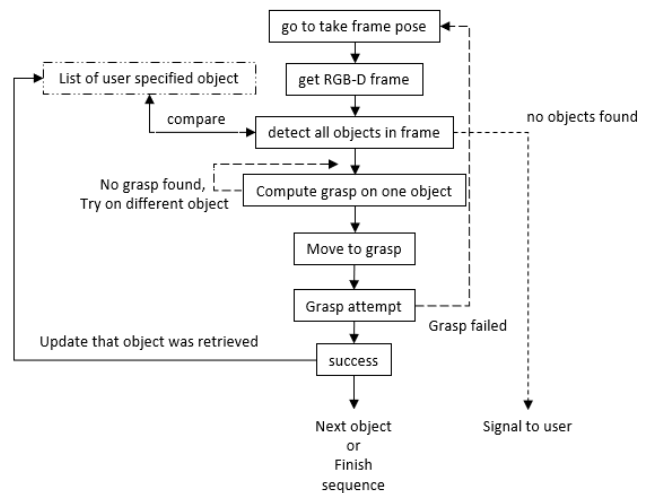 go to take frame pose
List of user specified object
get RGB-D frame
compare
detect all objects in frame
no objects found
No grasp found,
Try on different object
Compute grasp on one object
Move to grasp
Grasp attempt
Grasp failed
Update that object was retrieved
success
Next object
or
Finish
sequence
Signal to user